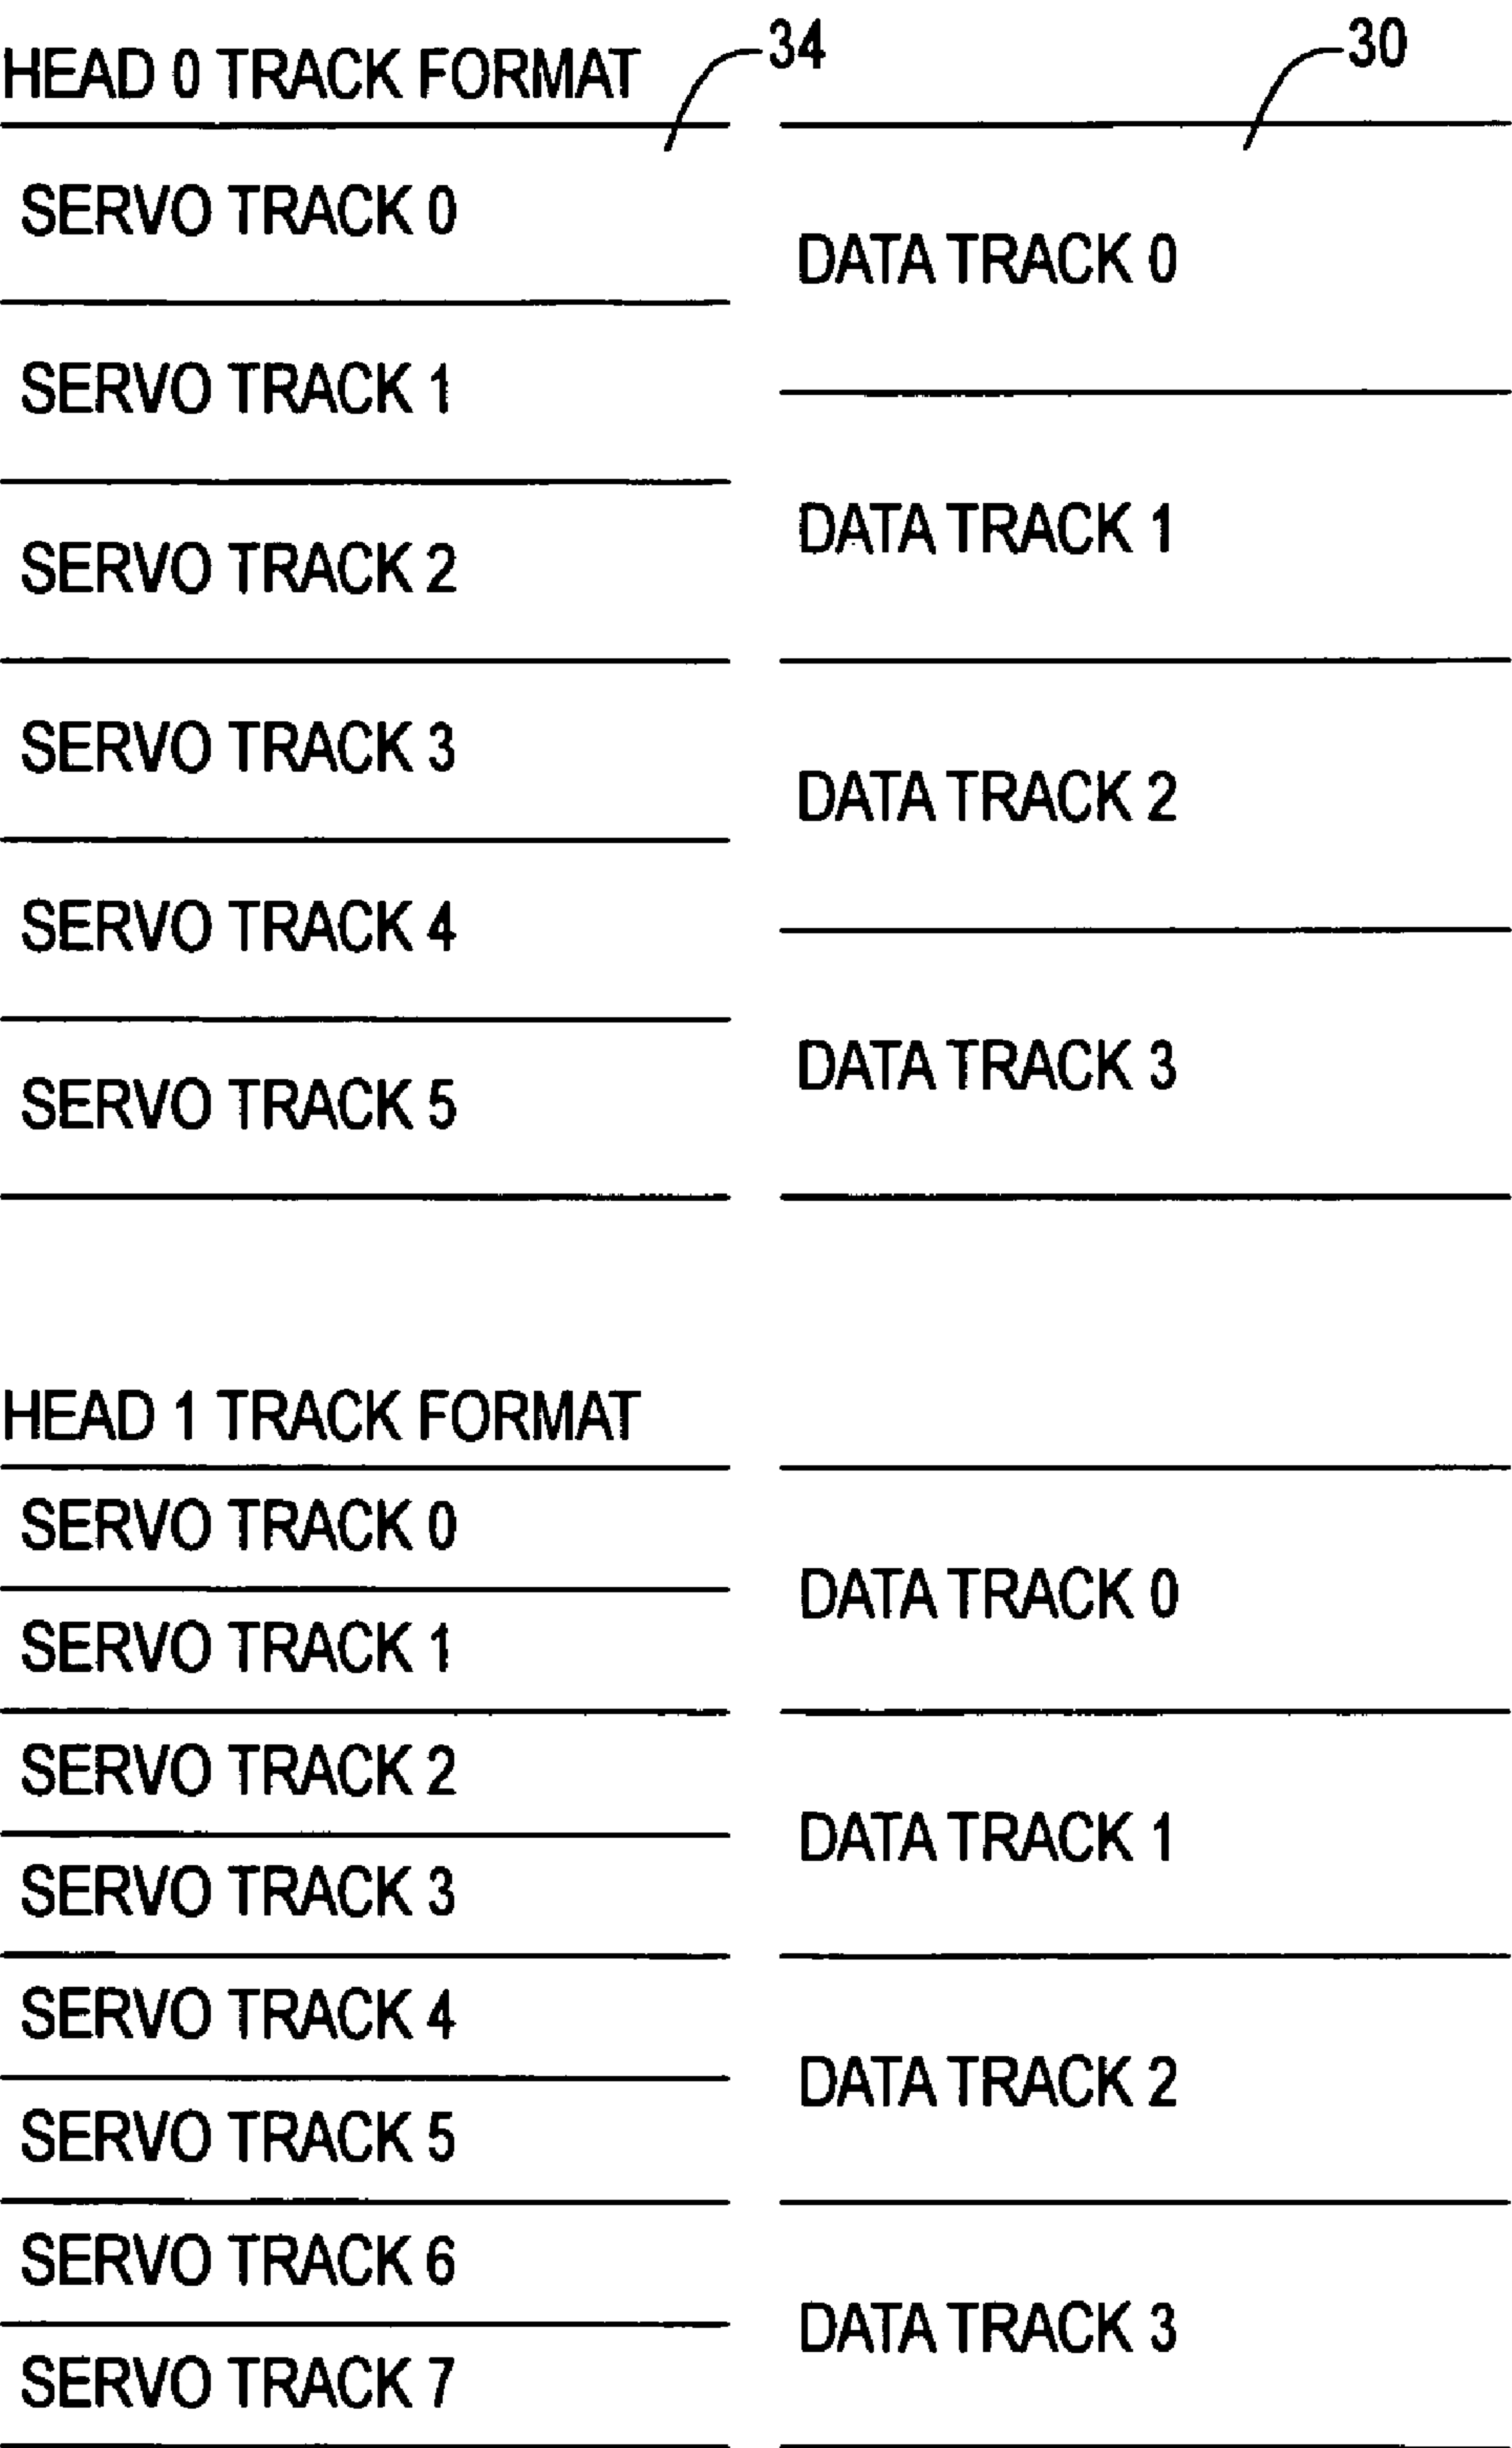 HEAD 0 TRACK FORMAT
34
30
SERVO TRACK 0
DATA TRACK 0
SERVO TRACK 1
DATA TRACK 1
SERVO TRACK 2
SERVO TRACK 3
DATA TRACK 2
SERVO TRACK 4
DATA TRACK 3
SERVO TRACK 5
HEAD 1 TRACK FORMAT
SERVO TRACK 0
DATA TRACK 0
SERVO TRACK 1
SERVO TRACK 2
DATA TRACK 1
SERVO TRACK 3
SERVO TRACK 4
DATA TRACK 2
SERVO TRACK 5
SERVO TRACK 6
DATA TRACK 3
SERVO TRACK 7